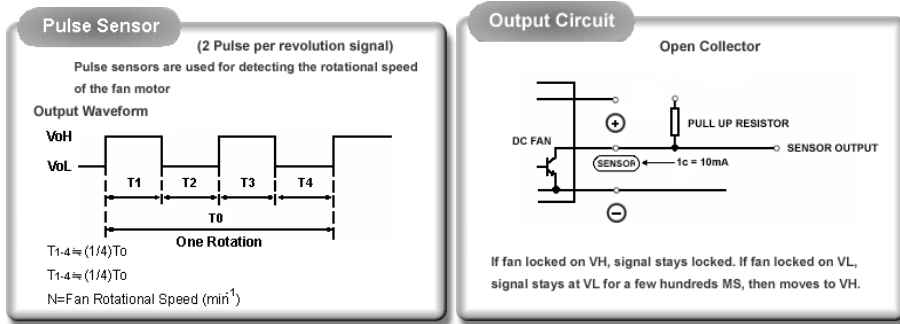 Pulse Sensor
(2 Pulse per revolution signal)
Pulse sensors are used for detecting the rotational speed
of the fan motor
Output Waveform
VoH
VoL
T1 T2 T3 T4
T0
One Rotation
T1-4≒(1/4)To
T1-4≒(1/4)To
N=Fan Rotational Speed (min-1)
Output Circuit
Open Collector
+
PULL UP RESISTOR
DC FAN
SENSOR OUTPUT
SENSOR
1c = 10mA
−
If fan locked on VH, signal stays locked. If fan locked on VL,
signal stays at VL for a few hundreds MS, then moves to VH.